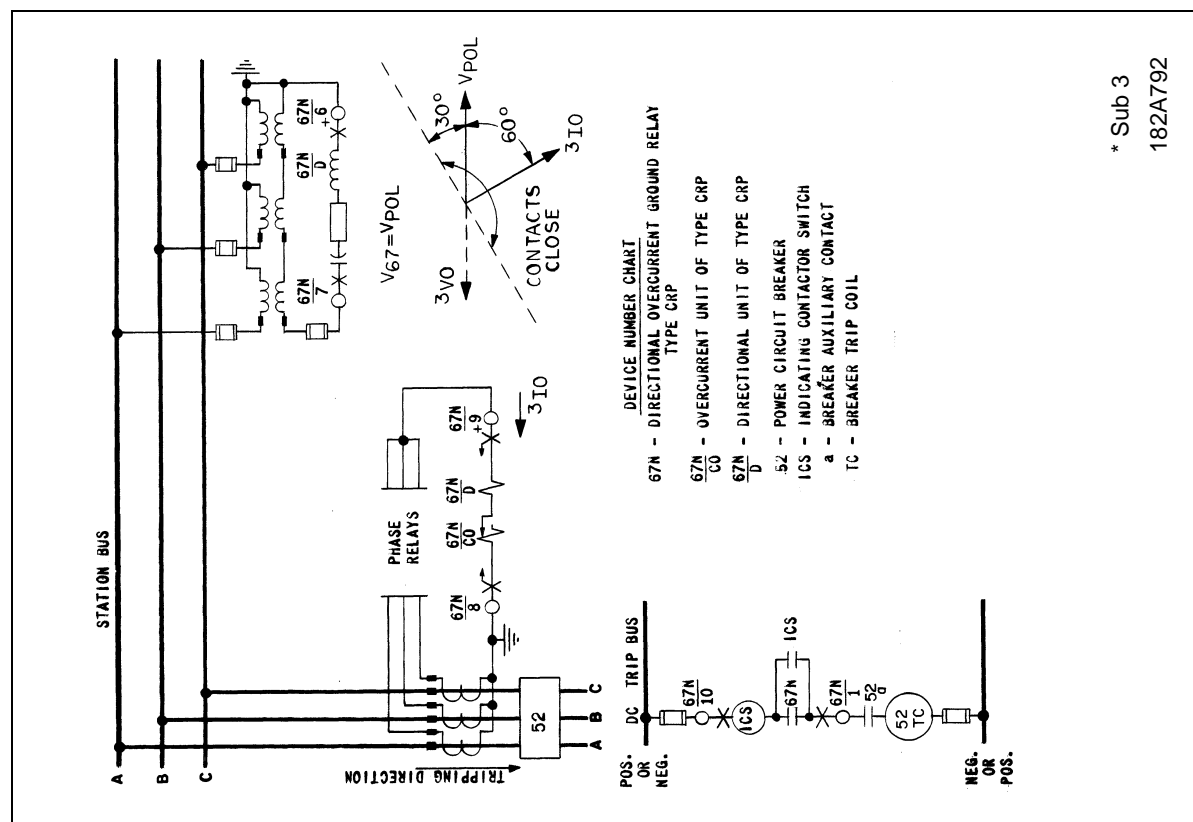 STATION BUS
A
B
C
67N
7
67N
D
67N
+6
V67=VPOL
VPOL
30°
60°
3VO
3IO
CONTACTS
CLOSE
* Sub 3
182A792
PHASE
RELAYS
67N
8
67N
CO
67N
D
67N
+9
3IO
52
A
B
C
TRIPPING DIRECTION
DEVICE NUMBER CHART
67N - DIRECTIONAL OVERCURRENT GROUND RELAY
TYPE CRP
67N
CO
- OVERCURRENT UNIT OF TYPE CRP
67N
D
- DIRECTIONAL UNIT OF TYPE CRP
52 - POWER CIRCUIT BREAKER
ICS - INDICATING CONTACTOR SWITCH
a - BREAKER AUXILIARY CONTACT
TC - BREAKER TRIP COIL
POS.
OR
NEG.
DC TRIP BUS
67N
10
ICS
67N
ICS
67N
1
52
a
52
TC
NEG.
OR
POS.